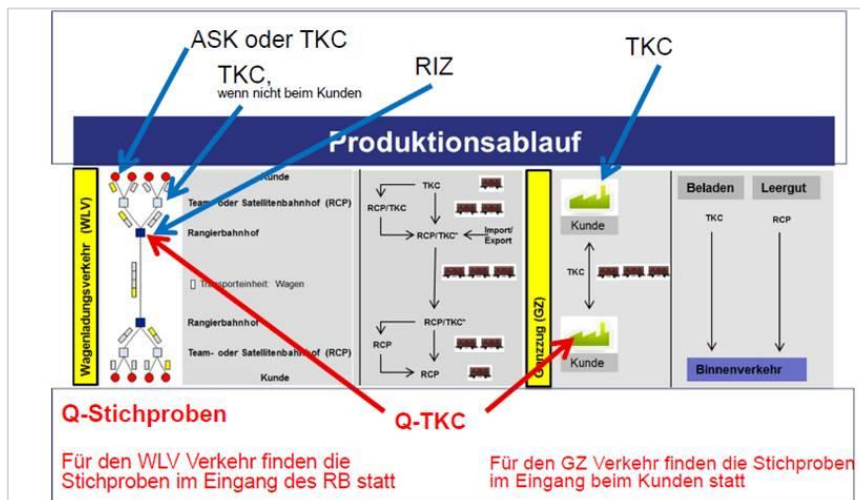 ASK oder TKC
TKC,
wenn nicht beim Kunden
RIZ
TKC
Produktionsablauf
Wagenladungsverkehr (WLV)
Kunde
Team- oder Satellitenbahnhof (RCP)
Rangierbahnhof
Transporteinheit: Wagen
Rangierbahnhof
Team- oder Satellitenbahnhof (RCP)
Kunde
TKC
RCP/TKC
RCP/TKC*
Import/
Export
RCP/TKC*
RCP
RCP
Ganzzug (GZ)
Kunde
TKC
Kunde
Beladen
Leergut
TKC
RCP
Binnenverkehr
Q-Stichproben
Q-TKC
Für den WLV Verkehr finden die
Stichproben im Eingang des RB statt
Für den GZ Verkehr finden die Stichproben
im Eingang beim Kunden statt